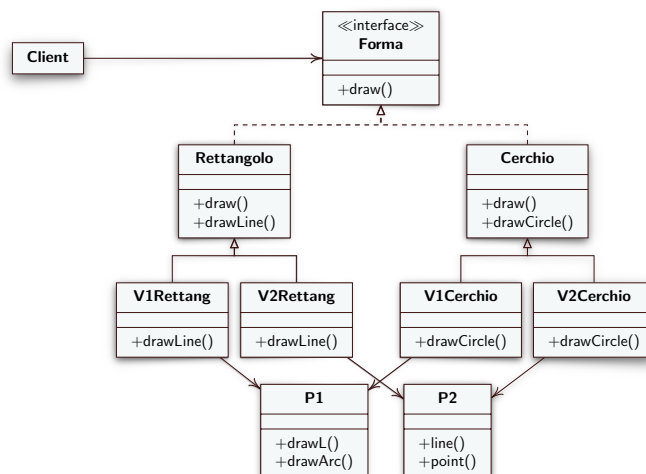 ≪interface≫
Forma
Client
+draw()
Rettangolo
Cerchio
+draw()
+drawLine()
+draw()
+drawCircle()
V1Rettang
V2Rettang
V1Cerchio
V2Cerchio
+drawLine()
+drawLine()
+drawCircle()
+drawCircle()
P1
P2
+drawL()
+drawArc()
+line()
+point()